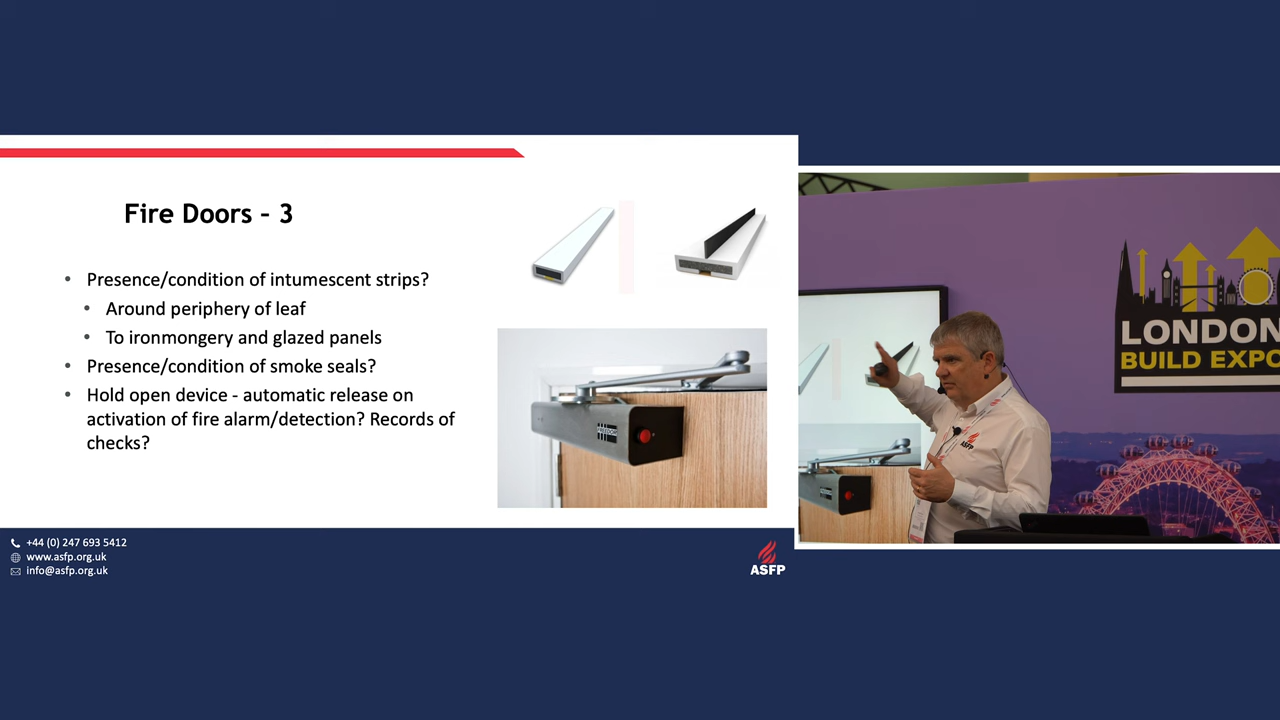 Fire Doors – 3
• Presence/condition of intumescent strips?
• Around periphery of leaf
• To ironmongery and glazed panels
• Presence/condition of smoke seals?
• Hold open device - automatic release on
activation of fire alarm/detection? Records of
checks?
FREEDOM
+44 (0) 247 693 5412
www.asfp.org.uk
info@asfp.org.uk
ASFP
LONDON
BUILD EXPO
ASFP